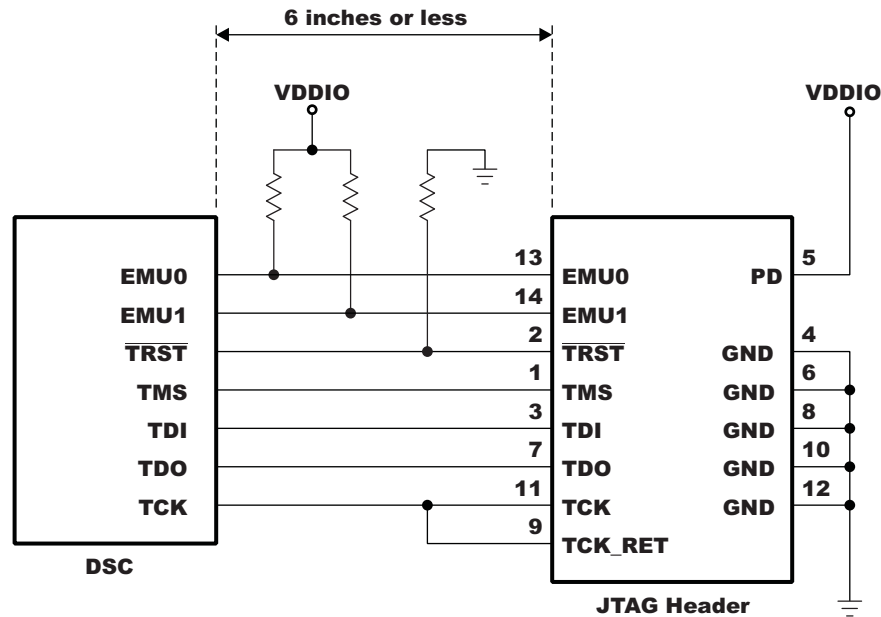 6 inches or less
VDDIO
VDDIO
EMU0
13
EMU0
PD
5
EMU1
14
EMU1
TRST
2
TRST
GND
4
TMS
1
TMS
GND
6
TDI
3
TDI
GND
8
TDO
7
TDO
GND
10
TCK
11
TCK
GND
12
9
TCK_RET
DSC
JTAG Header